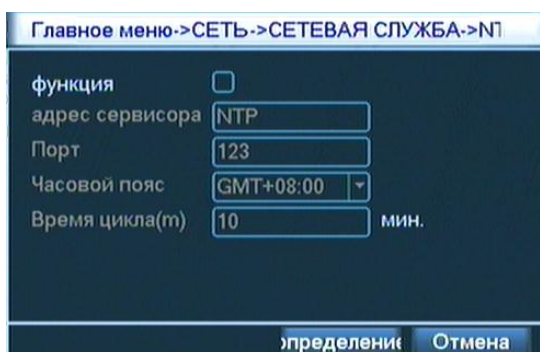 Главное меню->СЕТЬ->СЕТЕВАЯ СЛУЖБА->NT
функция
адрес сервисора NTP
Порт 123
Часовой пояс GMT+08:00
Время цикла(m) 10 мин.
определение Отмена